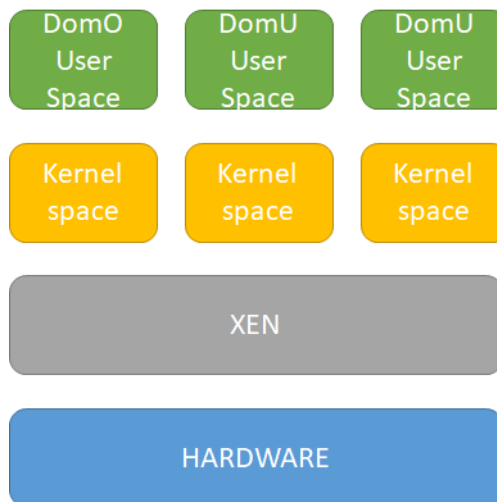 DomO DomU DomU
User User User
Space Space Space
Kernel Kernel Kernel
space space space
XEN
HARDWARE